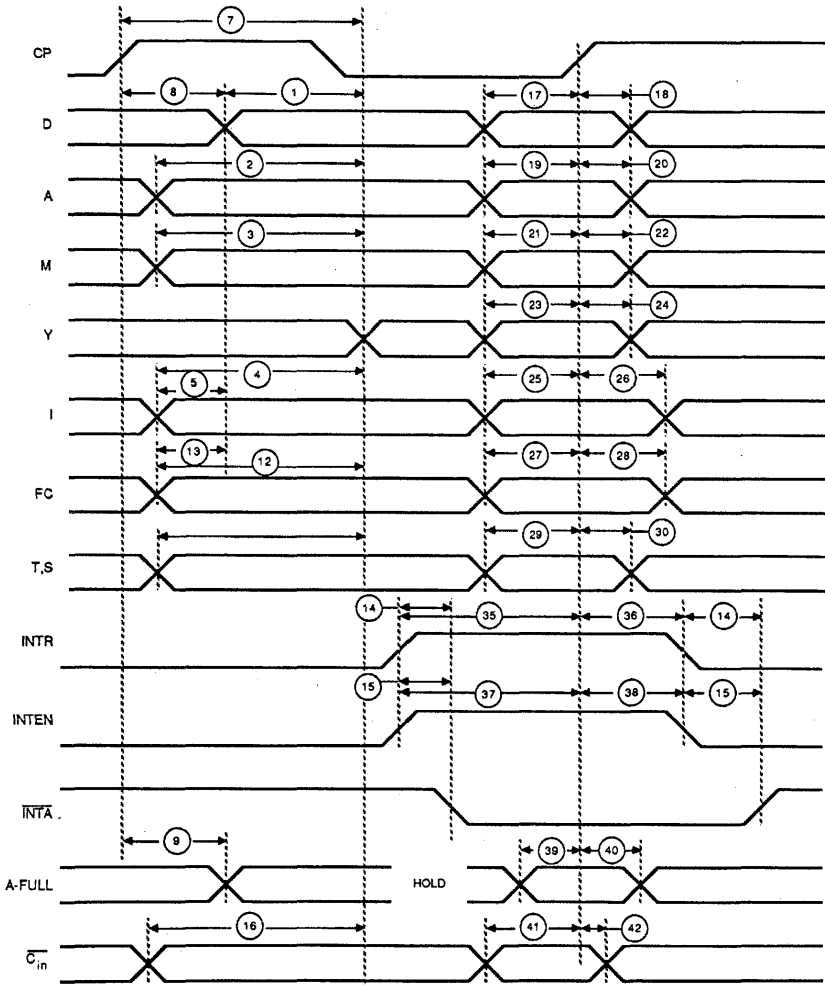 7
CP
8 1 17 18
D
2 19 20
A
3 21 22
M
23 24
Y
4 25 26
5
I
13 27 28
12
FC
29 30
T,S
14 35 36 14
INTR
15 37 38 15
INTEN
INTA
9 39 40
A-FULL HOLD
16 41 42
C in